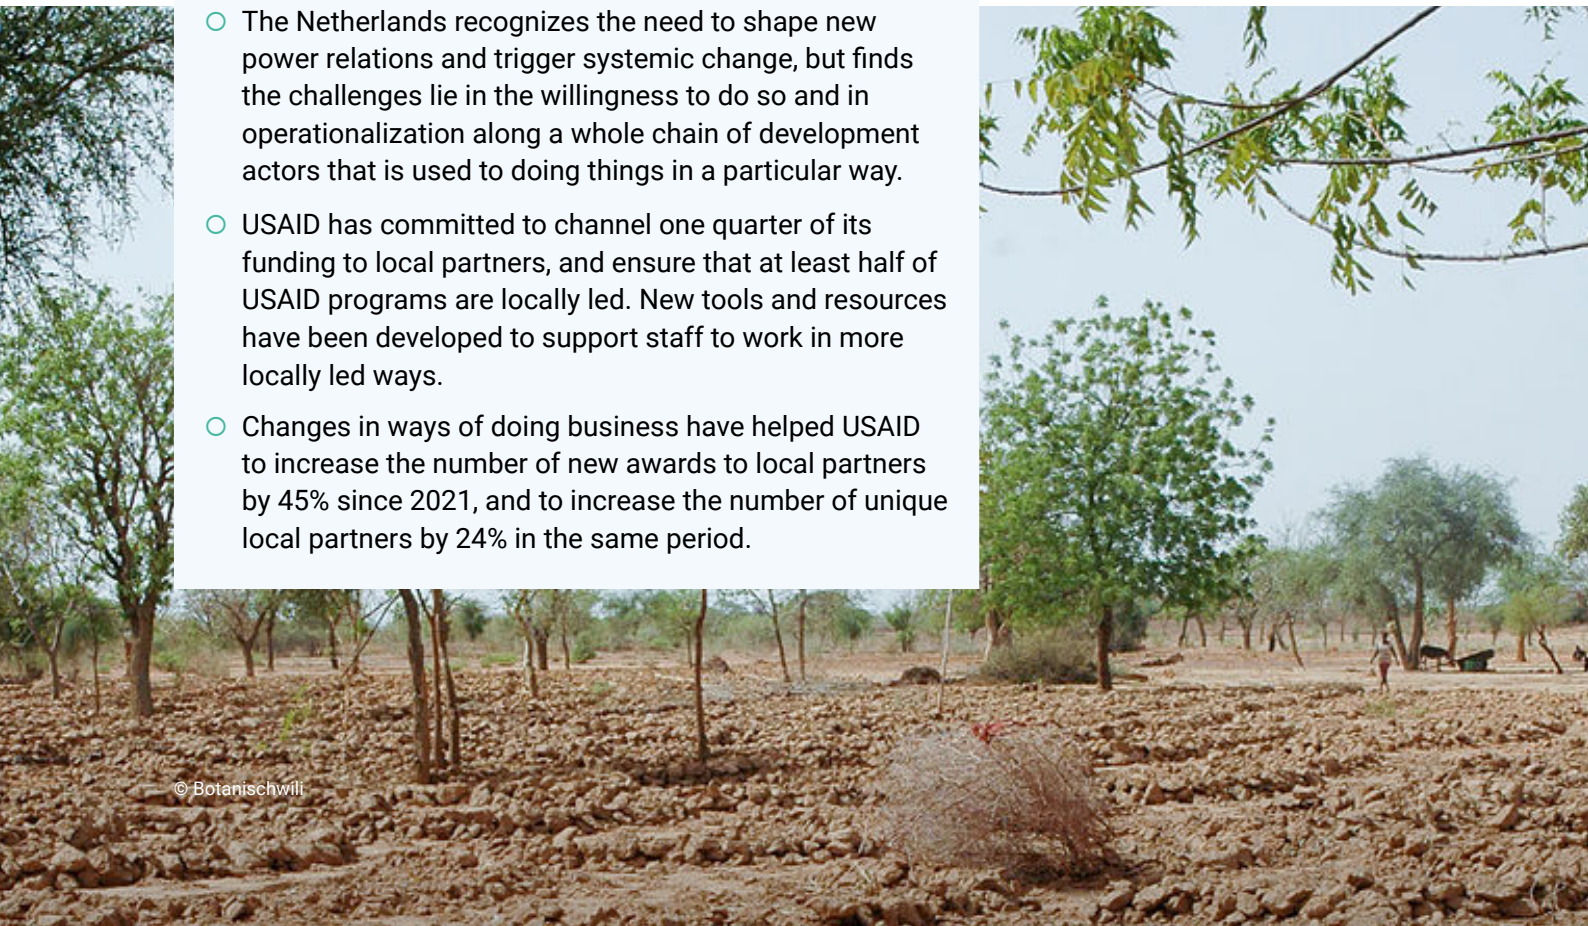 The Netherlands recognizes the need to shape new
power relations and trigger systemic change, but finds
the challenges lie in the willingness to do so and in
operationalization along a whole chain of development
actors that is used to doing things in a particular way.
USAID has committed to channel one quarter of its
funding to local partners, and ensure that at least half of
USAID programs are locally led. New tools and resources
have been developed to support staff to work in more
locally led ways.
Changes in ways of doing business have helped USAID
to increase the number of new awards to local partners
by 45% since 2021, and to increase the number of unique
local partners by 24% in the same period.
© Botanischwili